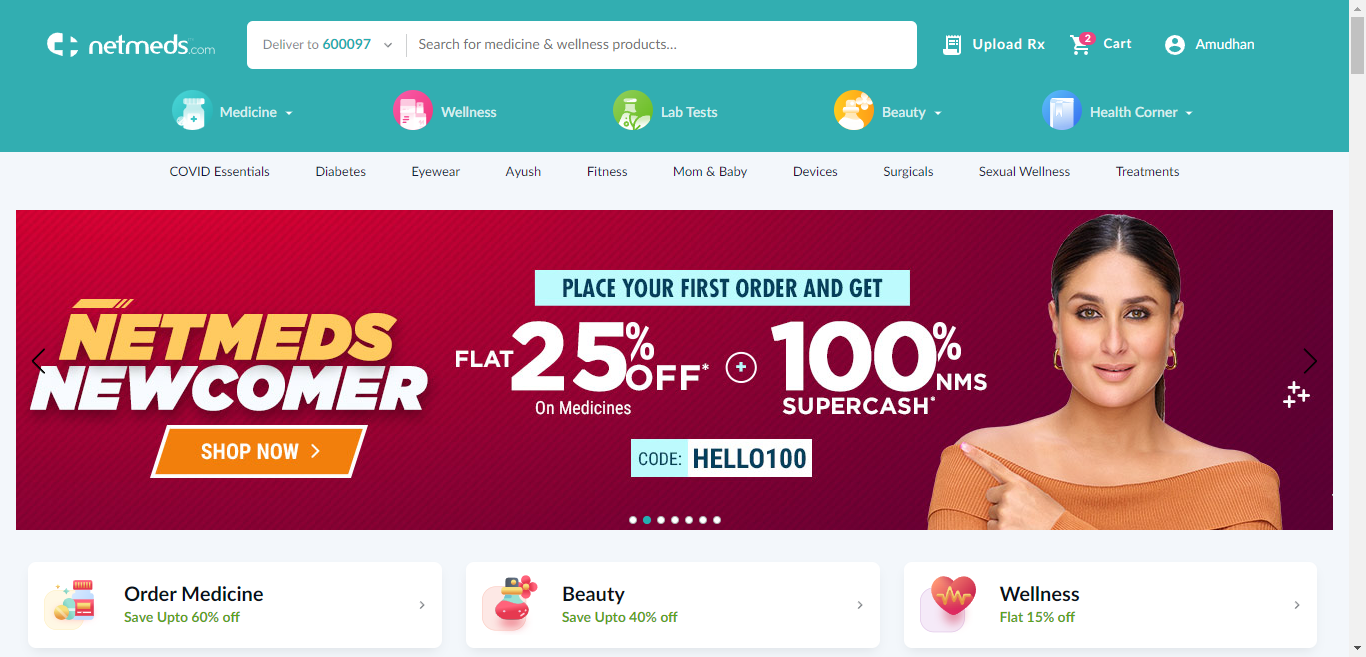 netmeds.com
Deliver to 600097
Search for medicine & wellness products...
Upload Rx
2
Cart
Amudhan
Medicine
Wellness
Lab Tests
Beauty
Health Corner
COVID Essentials
Diabetes
Eyewear
Ayush
Fitness
Mom & Baby
Devices
Surgicals
Sexual Wellness
Treatments
NETMEDS
NEWCOMER
SHOP NOW
PLACE YOUR FIRST ORDER AND GET
FLAT 25% OFF*
On Medicines
100% NMS
SUPERCASH*
CODE: HELLO100
Order Medicine
Save Upto 60% off
Beauty
Save Upto 40% off
Wellness
Flat 15% off